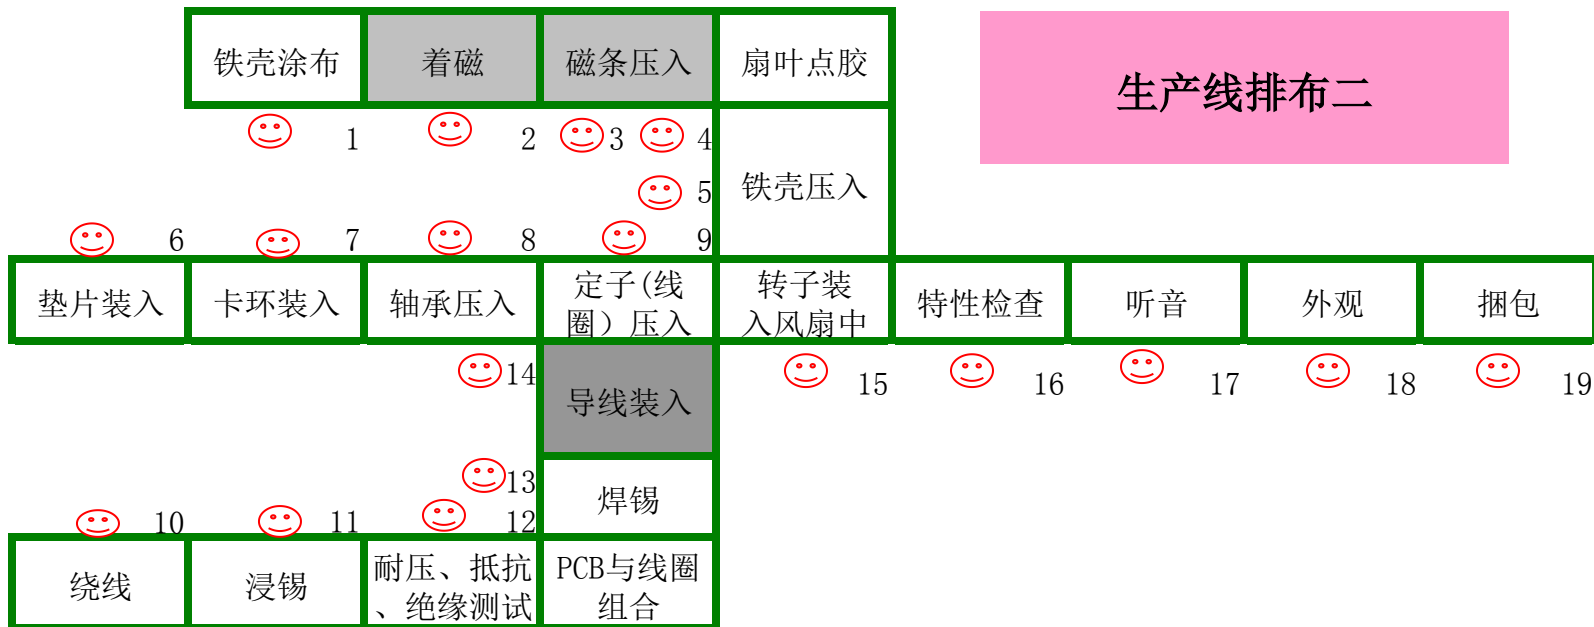 铁壳涂布
着磁
磁条压入
扇叶点胶
生产线排布二
1
2
3
4
5
铁壳压入
6
7
8
9
垫片装入
卡环装入
轴承压入
定子(线
圈）压入
转子装
入风扇中
特性检查
听音
外观
捆包
14
导线装入
15
16
17
18
19
13
焊锡
10
11
12
绕线
浸锡
耐压、抵抗
、绝缘测试
PCB与线圈
组合